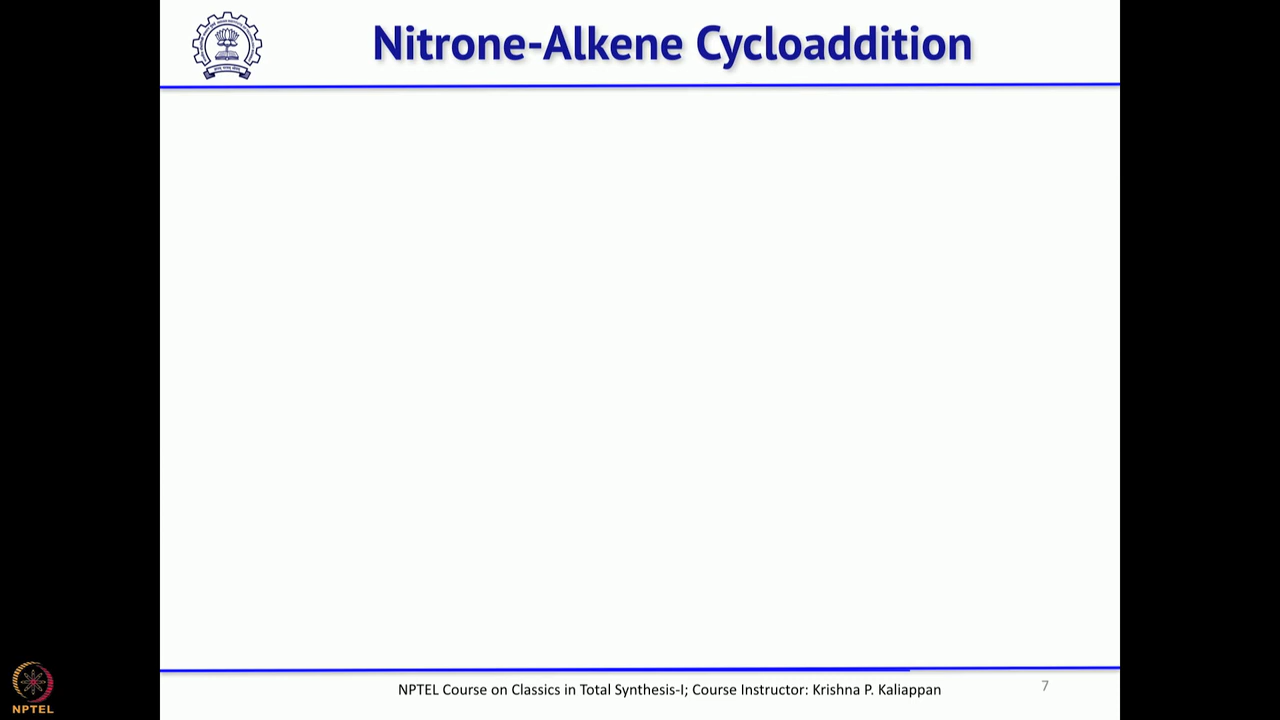 Nitrone-Alkene Cycloaddition
NPTEL Course on Classics in Total Synthesis-I; Course Instructor: Krishna P. Kaliappan
7
NPTEL